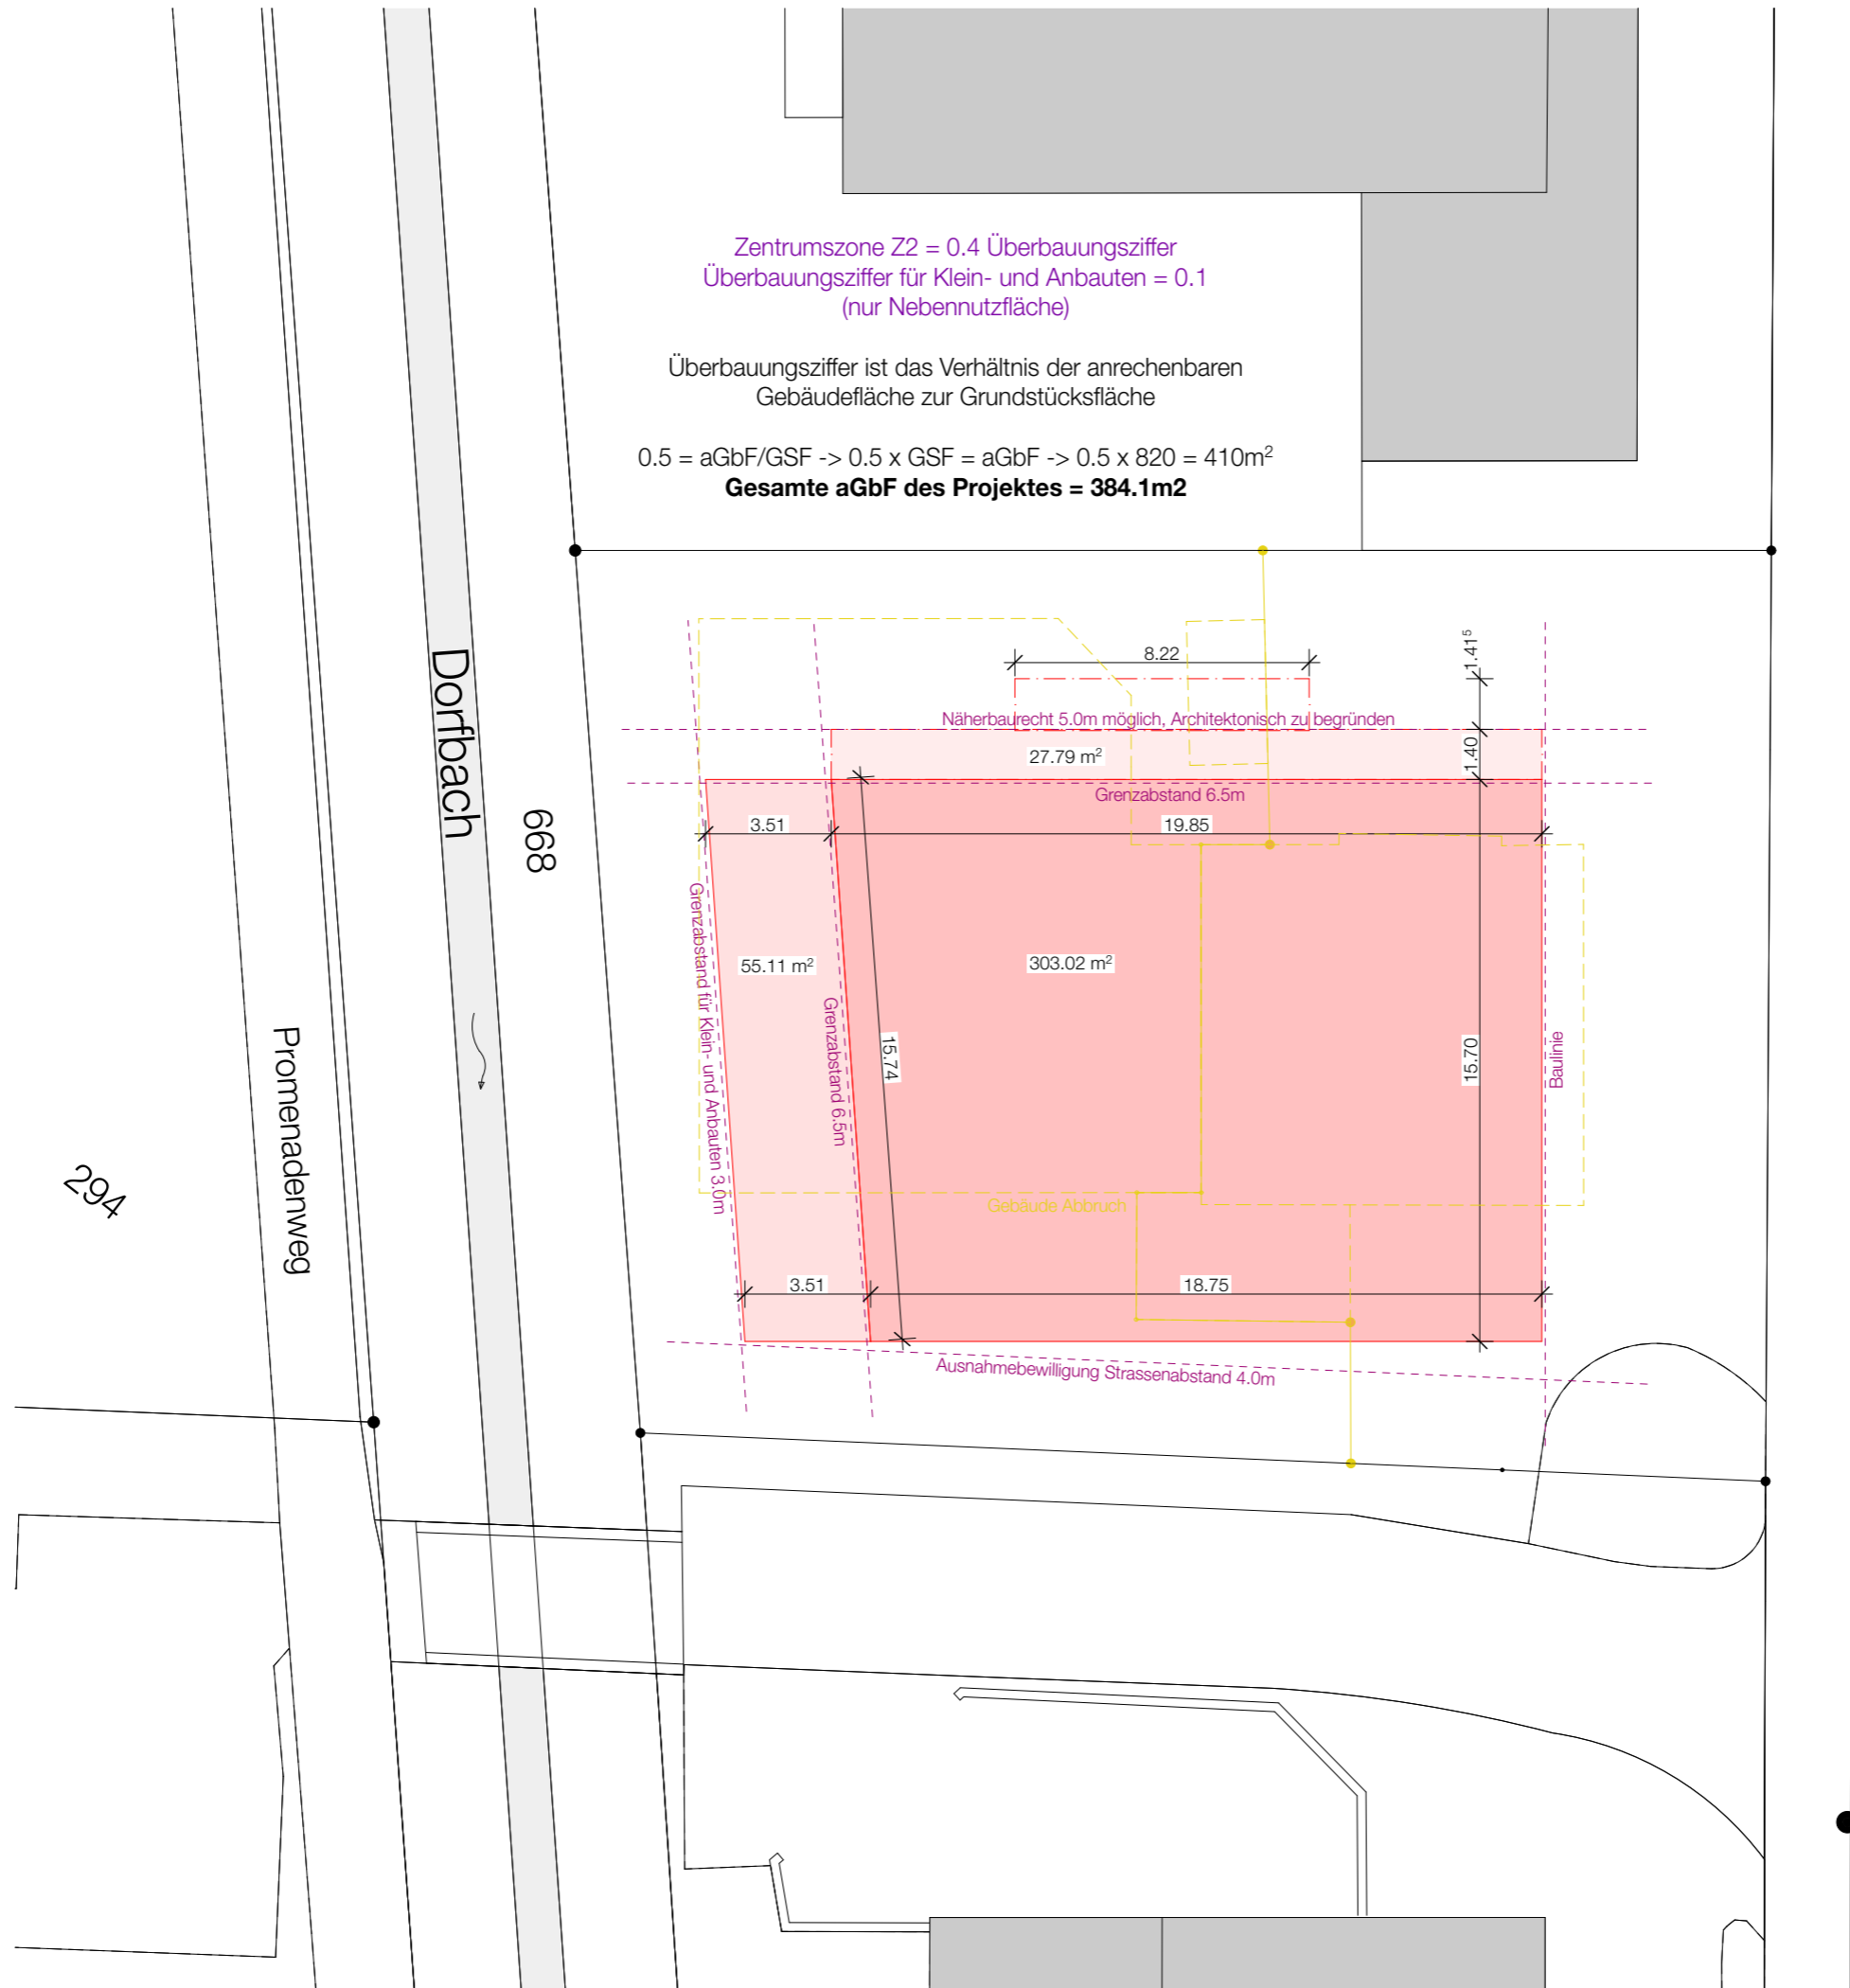 Zentrumszone Z2 = 0.4 Überbauungsziffer
Überbauungsziffer für Klein- und Anbauten = 0.1
(nur Nebennutzfläche)
Überbauungsziffer ist das Verhältnis der anrechenbaren
Gebäudefläche zur Grundstücksfläche
0.5 = aGbF/GSF -> 0.5 x GSF = aGbF -> 0.5 x 820 = 410m²
Gesamte aGbF des Projektes = 384.1m2
Dorfbach
668
Promenadenweg
294
8.22
1.41⁵
Näherbaurecht 5.0m möglich, Architektonisch zu begründen
27.79 m²
1.40
Grenzabstand 6.5m
3.51
19.85
Grenzabstand für Klein- und Anbauten 3.0m
55.11 m²
303.02 m²
Grenzabstand 6.5m
15.74
15.70
Baulinie
Gebäude Abbruch
3.51
18.75
Ausnahmebewilligung Strassenabstand 4.0m